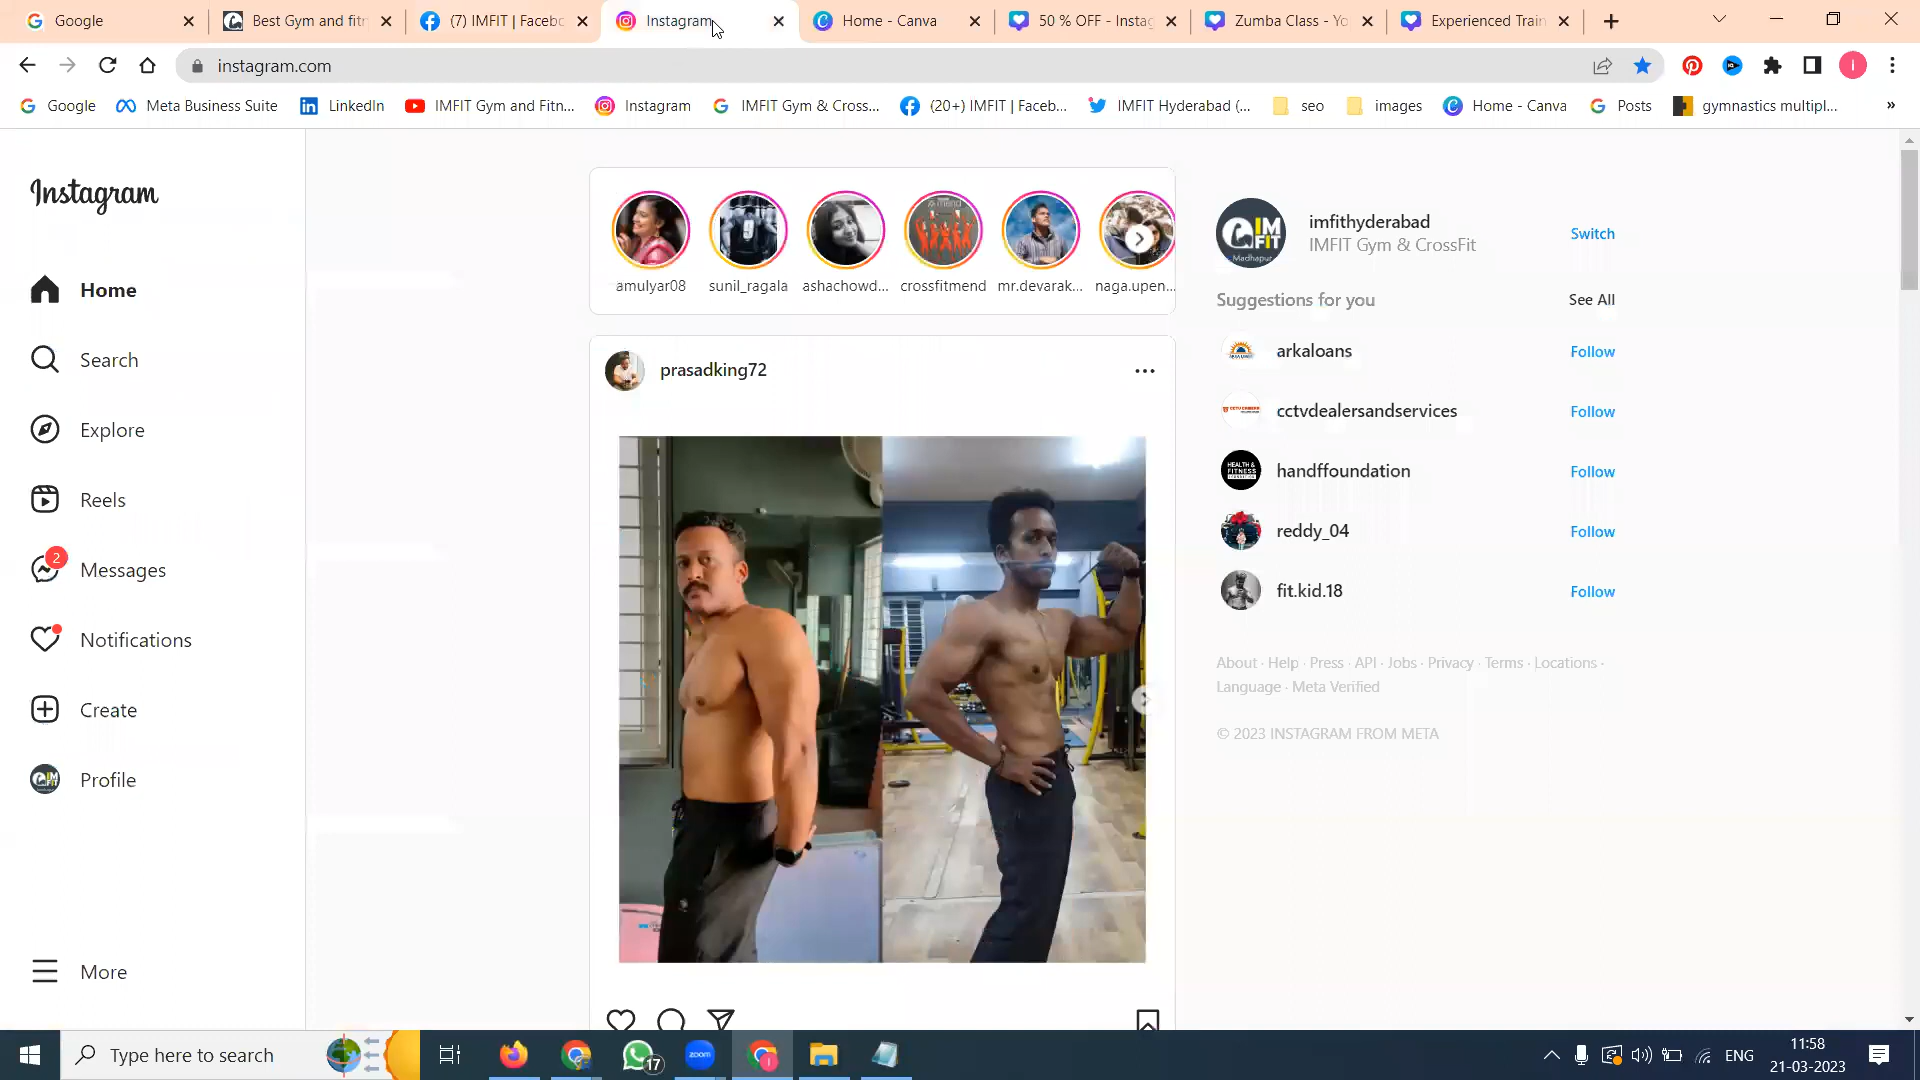 Google
Best Gym and fitn
(7) IMFIT | Facebo
Instagram
Home - Canva
50 % OFF - Instag
Zumba Class - Yo
Experienced Train
instagram.com
Google
Meta Business Suite
LinkedIn
IMFIT Gym and Fitn...
Instagram
IMFIT Gym & Cross...
(20+) IMFIT | Faceb...
IMFIT Hyderabad (...
seo
images
Home - Canva
Posts
gymnastics multipl...
»
Instagram
Home
Search
Explore
Reels
2
Messages
Notifications
Create
Profile
More
amulyar08
sunil_ragala
ashachowd...
crossfitmend
mr.devarak...
naga.upen...
prasadking72
IM
FIT
Madhapur
imfithyderabad
IMFIT Gym & CrossFit
Switch
Suggestions for you
See All
arkaloans
Follow
cctvdealersandservices
Follow
HEALTH &
FITNESS
handffoundation
Follow
reddy_04
Follow
fit.kid.18
Follow
About · Help · Press · API · Jobs · Privacy · Terms · Locations ·
Language · Meta Verified
© 2023 INSTAGRAM FROM META
Type here to search
17
zoom
ENG
11:58
21-03-2023